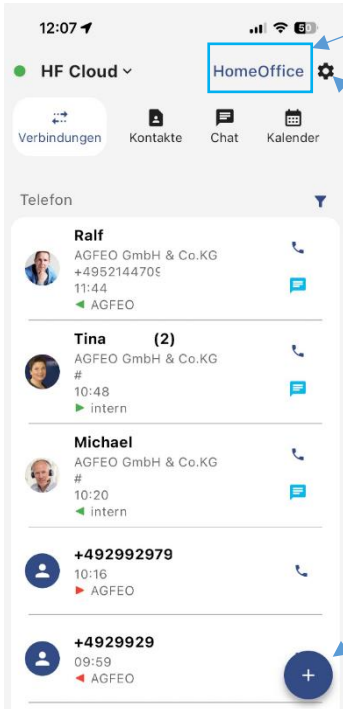 12:07
50
HF Cloud
HomeOffice
Verbindungen
Kontakte
Chat
Kalender
Telefon
Ralf
AGFEO GmbH & Co.KG
+4952144709
11:44
AGFEO
Tina (2)
AGFEO GmbH & Co.KG
#
10:48
intern
Michael
AGFEO GmbH & Co.KG
#
10:20
intern
+492992979
10:16
AGFEO
+4929929
09:59
AGFEO
+